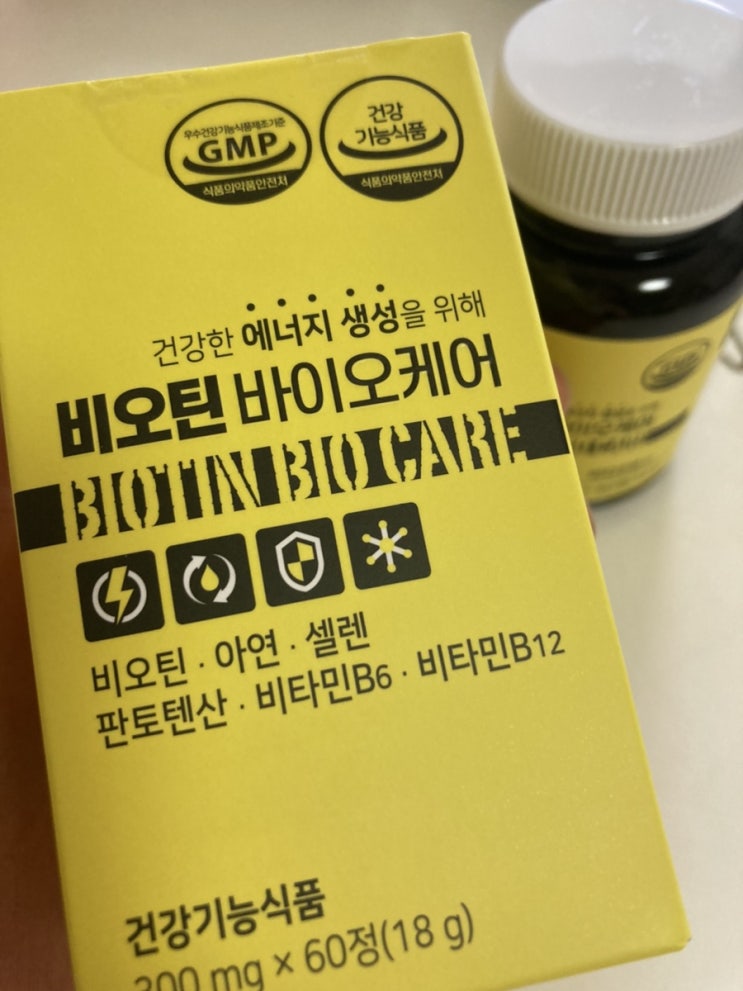 우수건강기능식품제조기준
GMP
식품의약품안전처
건강
기능식품
식품의약품안전처
건강한 에너지 생성을 위해
비오틴 바이오케어
BIOTIN BIO CARE
비오틴 · 아연 · 셀렌
판토텐산 · 비타민B6 · 비타민B12
건강기능식품
300 mg × 60정(18 g)
GMP